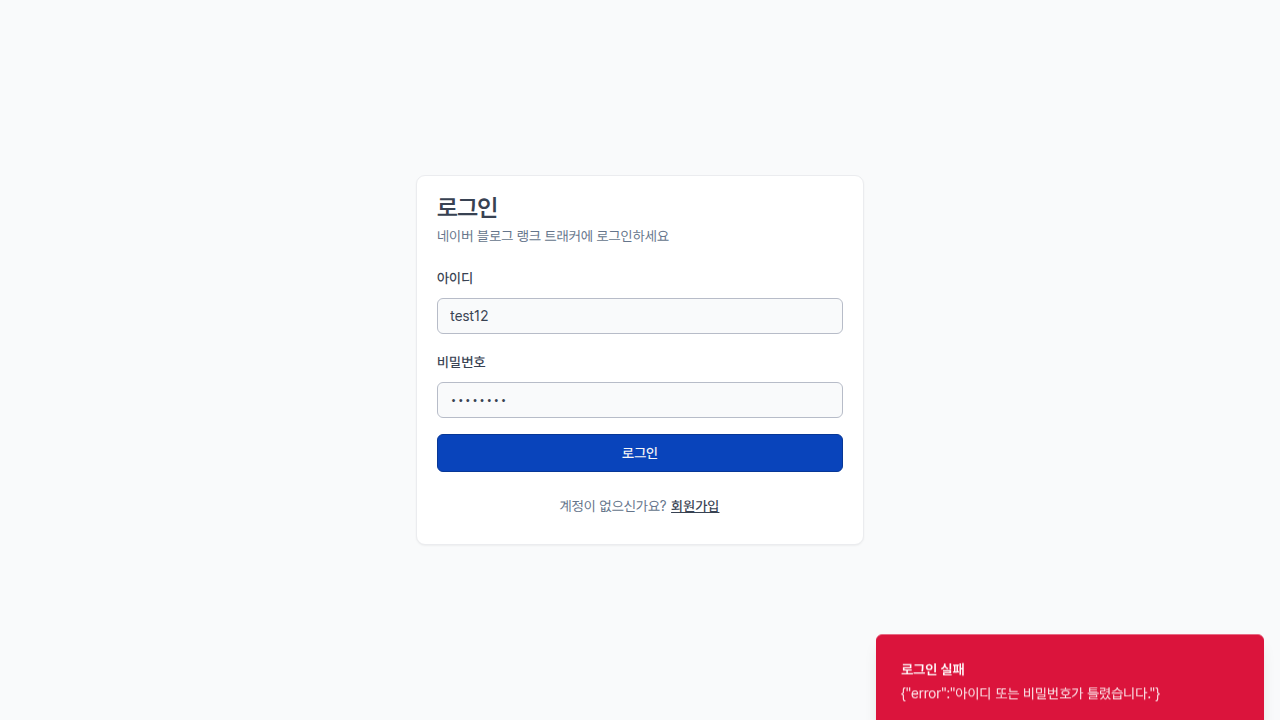 로그인
네이버 블로그 랭크 트래커에 로그인하세요
아이디
test12
비밀번호
••••••••
로그인
계정이 없으신가요? 회원가입
로그인 실패
{"error":"아이디 또는 비밀번호가 틀렸습니다."}